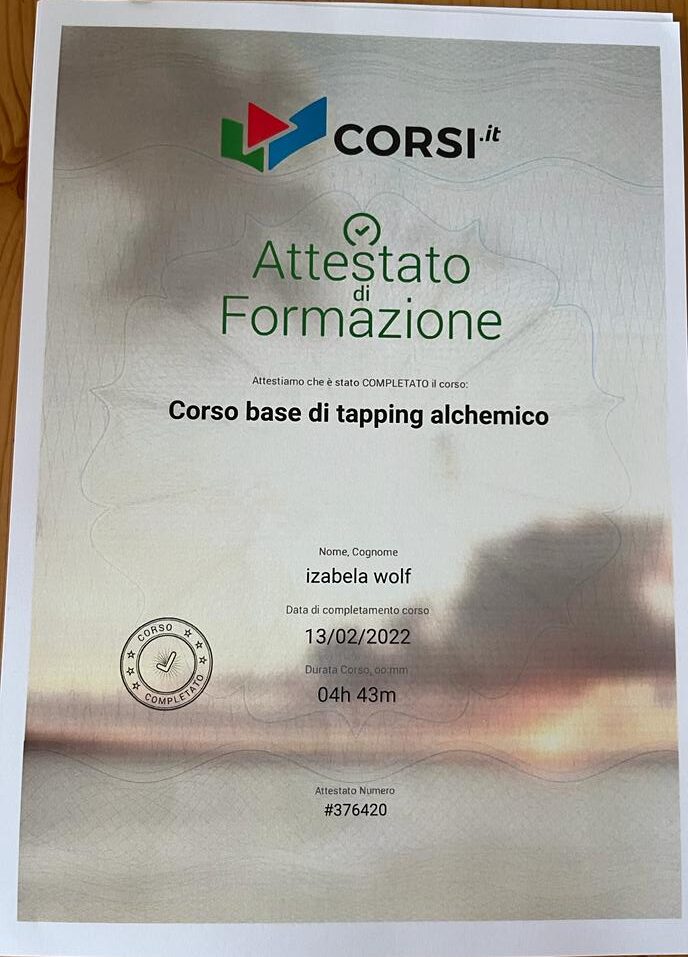 CORSI.it
Attestato
di
Formazione
Attestiamo che è stato COMPLETATO il corso:
Corso base di tapping alchemico
Nome, Cognome
izabela wolf
Data di completamento corso
13/02/2022
Durata Corso, oo:mm
04h 43m
CORSO
COMPLETATO
Attestato Numero
#376420